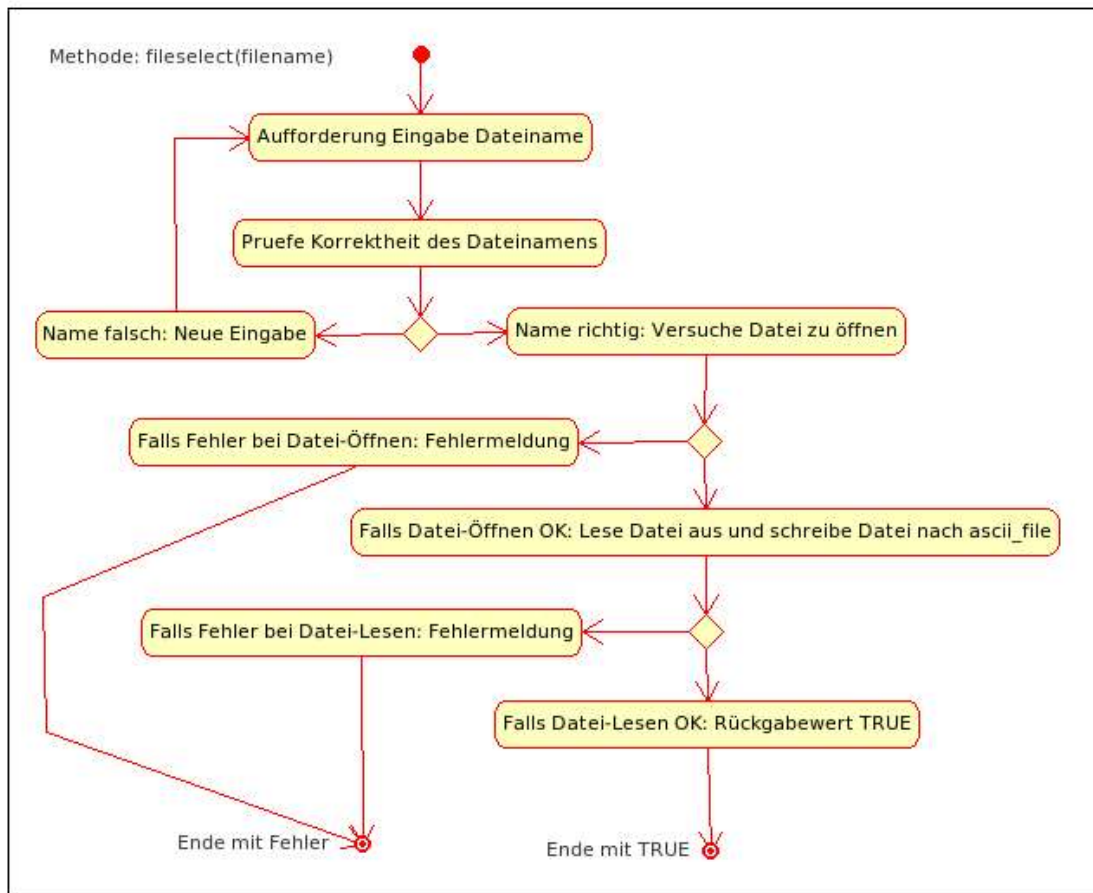 Methode: fileselect(filename)
Aufforderung Eingabe Dateiname
Pruefe Korrektheit des Dateinamens
Name falsch: Neue Eingabe
Name richtig: Versuche Datei zu öffnen
Falls Fehler bei Datei-Öffnen: Fehlermeldung
Falls Datei-Öffnen OK: Lese Datei aus und schreibe Datei nach ascii_file
Falls Fehler bei Datei-Lesen: Fehlermeldung
Falls Datei-Lesen OK: Rückgabewert TRUE
Ende mit Fehler
Ende mit TRUE